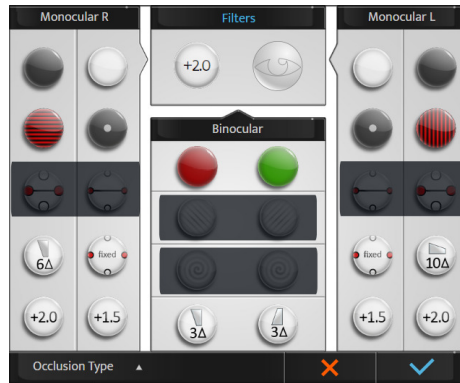 Monocular R
Filters
Monocular L
+2.0
Binocular
6Δ
fixed
fixed
10Δ
+2.0
+1.5
3Δ
3Δ
+1.5
+2.0
Occlusion Type